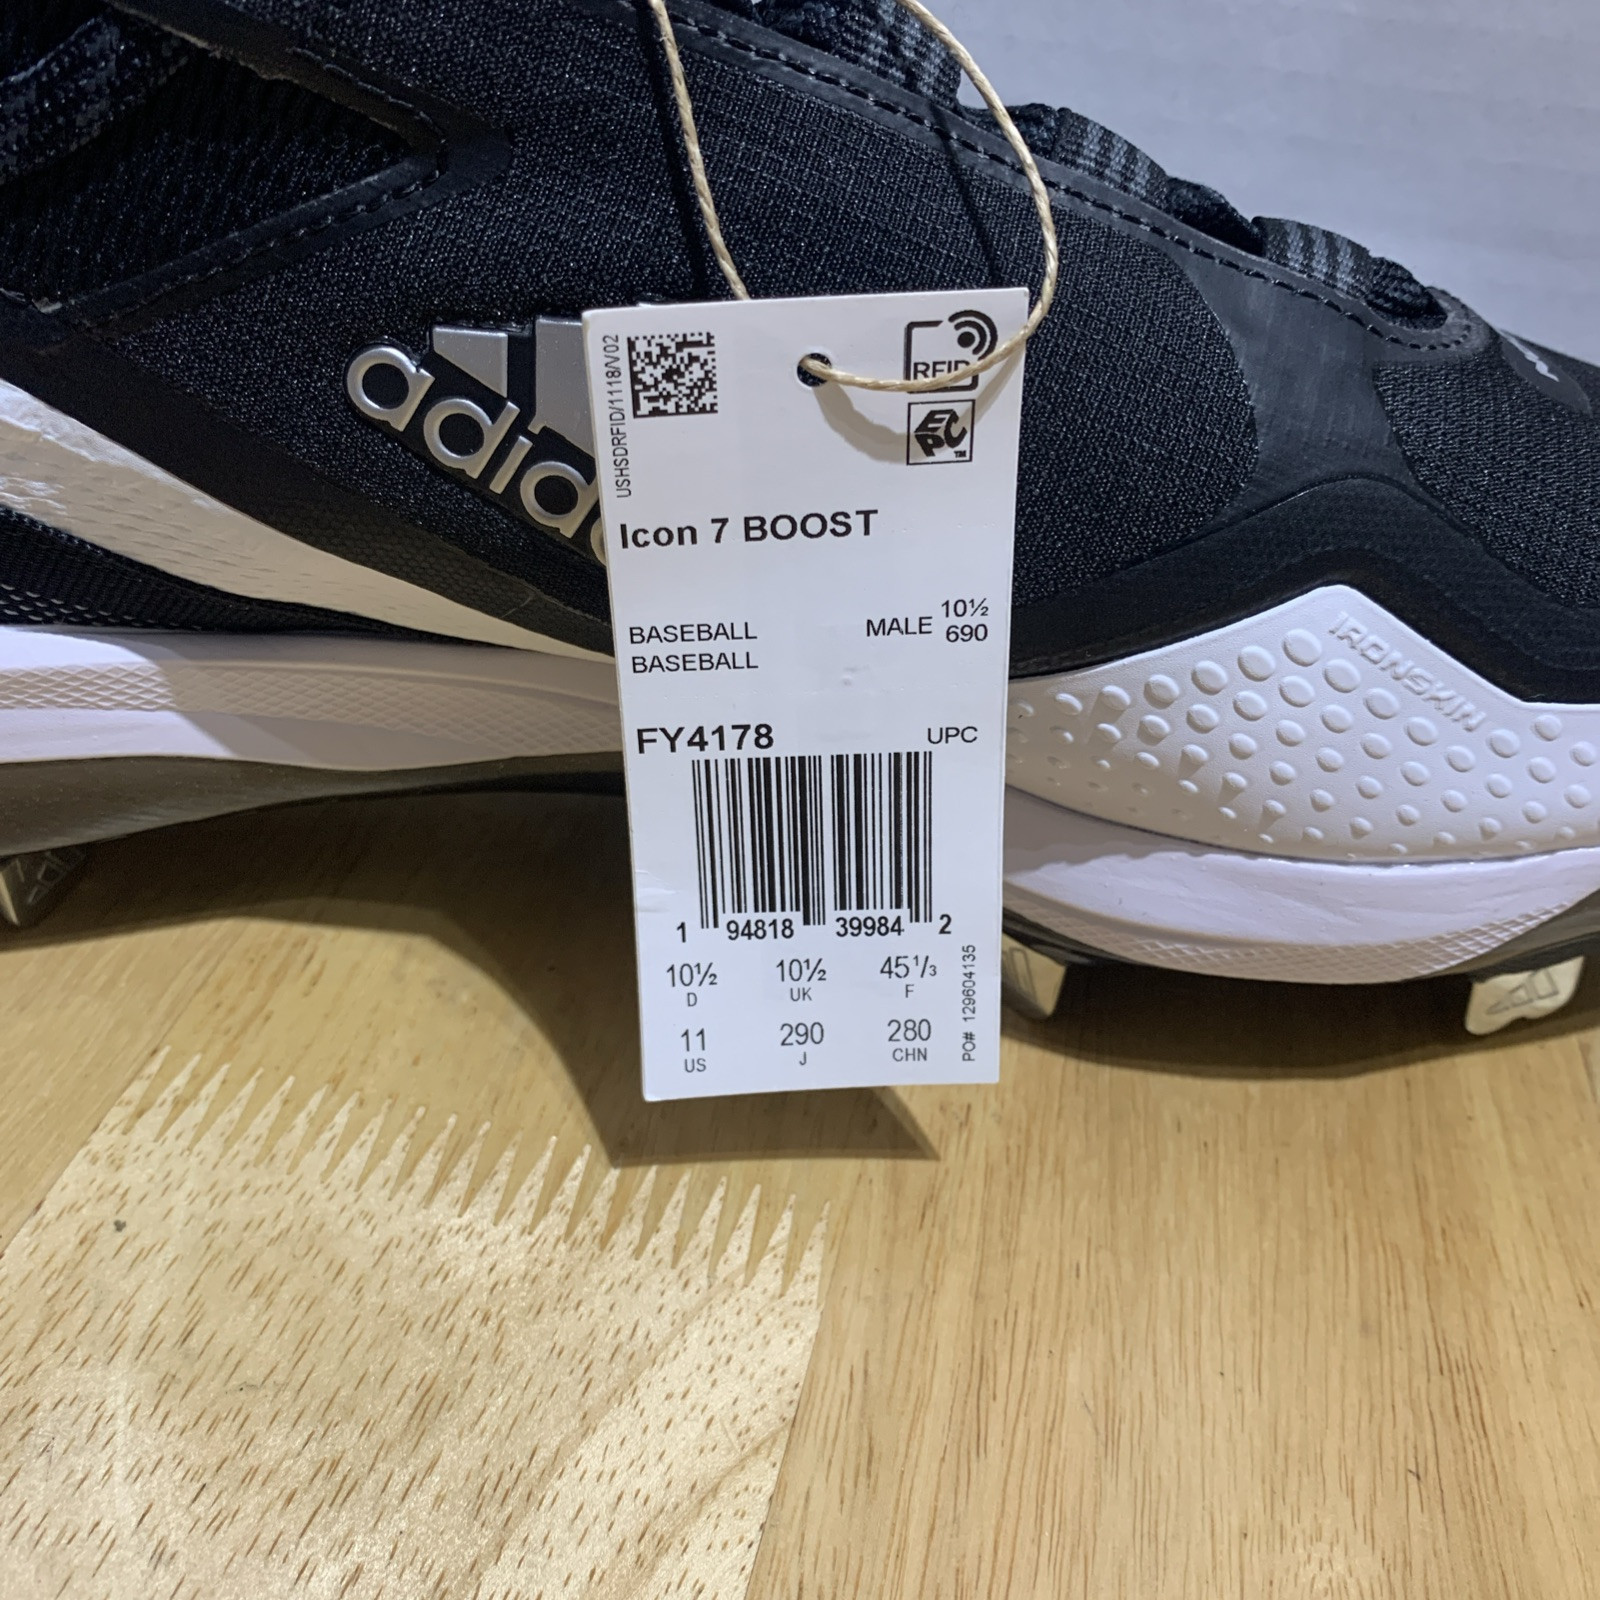 adidas
USHSDRFID/1118/V02
RFID
EPC™
Icon 7 BOOST
BASEBALL
BASEBALL
MALE 10½
690
FY4178 UPC
1 94818 39984 2
10½ 10½ 45¹/₃
D UK F
11 290 280
US J CHN
PO# 129604135
IRONSKIN